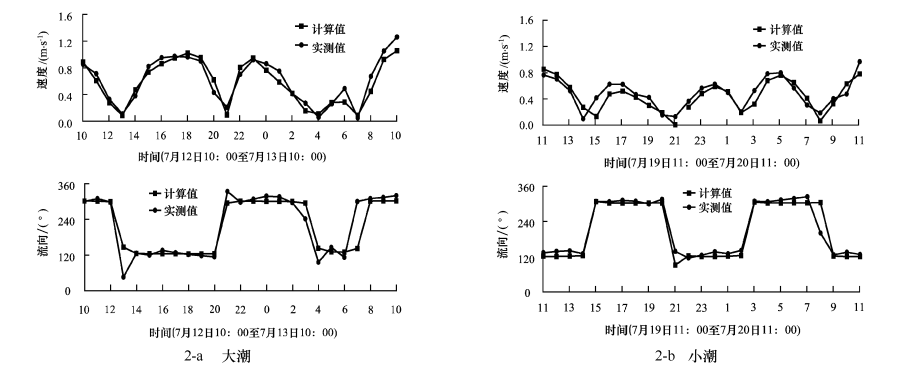 速度/(m·s⁻¹)
1.6
1.2
0.8
0.4
0.0
计算值
实测值
10 12 14 16 18 20 22 0 2 4 6 8 10
时间(7月12日10：00至7月13日10：00)
流向/(°)
360
240
120
0
计算值
实测值
10 12 14 16 18 20 22 0 2 4 6 8 10
时间(7月12日10：00至7月13日10：00)
2-a 大潮
速度/(m·s⁻¹)
1.6
1.2
0.8
0.4
0.0
计算值
实测值
11 13 15 17 19 21 23 1 3 5 7 9 11
时间(7月19日11：00至7月20日11：00)
流向/(°)
360
240
120
0
计算值
实测值
11 13 15 17 19 21 23 1 3 5 7 9 11
时间(7月19日11：00至7月20日11：00)
2-b 小潮